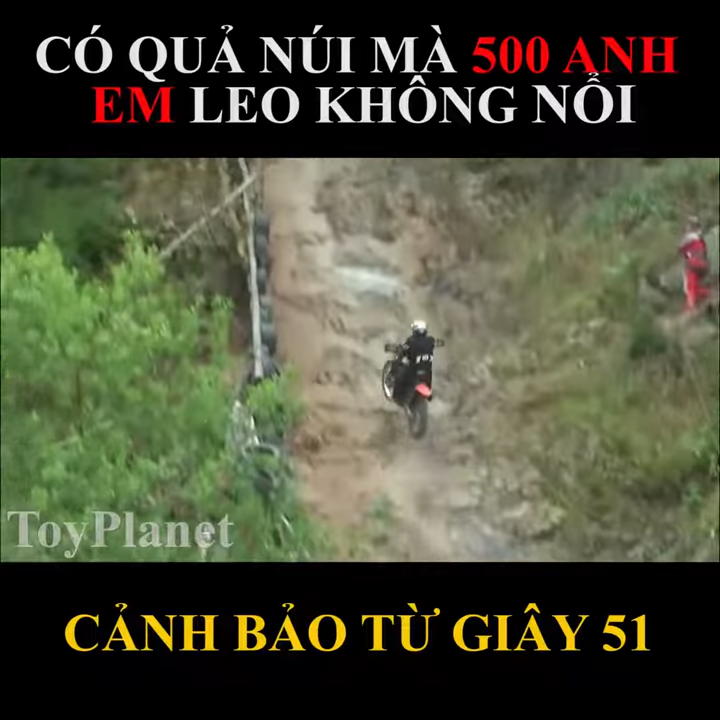 CÓ QUẢ NÚI MÀ 500 ANH
EM LEO KHÔNG NỔI
ToyPlanet
CẢNH BẢO TỪ GIÂY 51